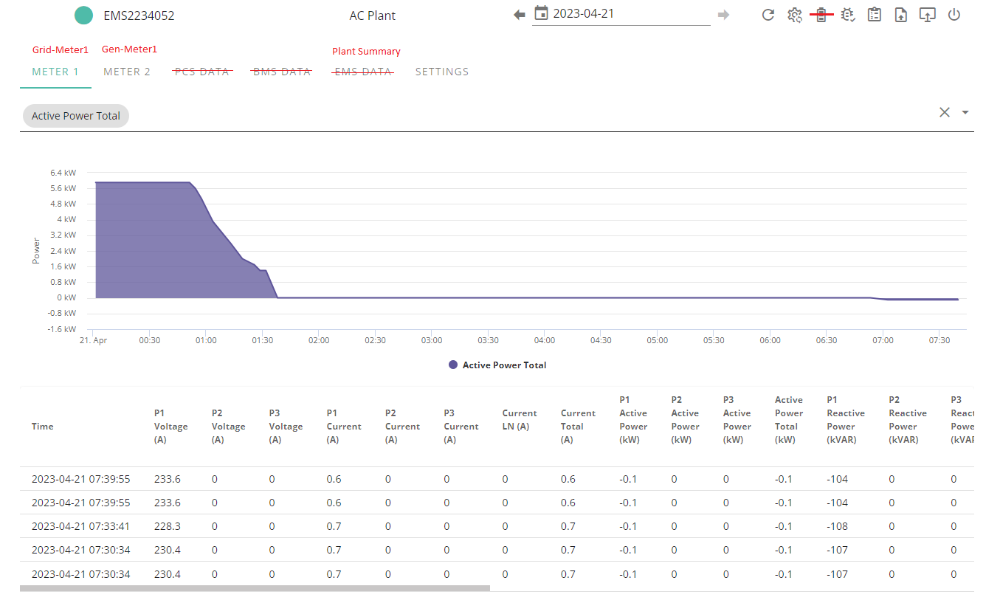 EMS2234052 AC Plant 2023-04-21
Grid-Meter1 Gen-Meter1 Plant Summary
METER 1 METER 2 PCS DATA BMS DATA EMS DATA SETTINGS
Active Power Total
6.4 kW
5.6 kW
4.8 kW
4 kW
3.2 kW
2.4 kW
1.6 kW
0.8 kW
0 kW
-0.8 kW
-1.6 kW
Power
21. Apr 00:30 01:00 01:30 02:00 02:30 03:00 03:30 04:00 04:30 05:00 05:30 06:00 06:30 07:00 07:30
Active Power Total
Time
P1 Voltage (A)
P2 Voltage (A)
P3 Voltage (A)
P1 Current (A)
P2 Current (A)
P3 Current (A)
Current LN (A)
Current Total (A)
P1 Active Power (kW)
P2 Active Power (kW)
P3 Active Power (kW)
Active Power Total (kW)
P1 Reactive Power (kVAR)
P2 Reactive Power (kVAR)
P3 React Powe (kVAR
2023-04-21 07:39:55 233.6 0 0 0.6 0 0 0 0.6 -0.1 0 0 -0.1 -104 0 0
2023-04-21 07:39:55 233.6 0 0 0.6 0 0 0 0.6 -0.1 0 0 -0.1 -104 0 0
2023-04-21 07:33:41 228.3 0 0 0.7 0 0 0 0.7 -0.1 0 0 -0.1 -108 0 0
2023-04-21 07:30:34 230.4 0 0 0.7 0 0 0 0.7 -0.1 0 0 -0.1 -107 0 0
2023-04-21 07:30:34 230.4 0 0 0.7 0 0 0 0.7 -0.1 0 0 -0.1 -107 0 0